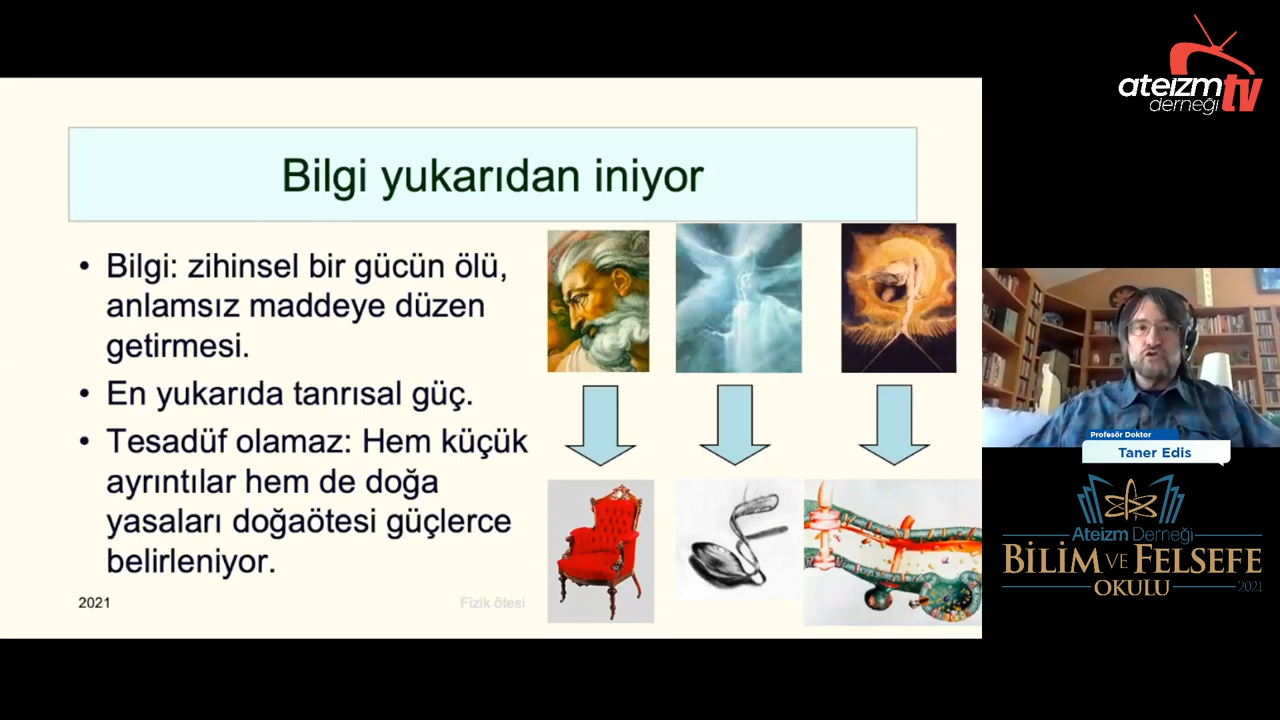 ateizm tv
derneği
Bilgi yukarıdan iniyor
• Bilgi: zihinsel bir gücün ölü,
anlamsız maddeye düzen
getirmesi.
• En yukarıda tanrısal güç.
• Tesadüf olamaz: Hem küçük
ayrıntılar hem de doğa
yasaları doğaötesi güçlerce
belirleniyor.
2021
Fizik ötesi
Profesör Doktor
Taner Edis
Ateizm Derneği
BİLİM VE FELSEFE
OKULU
2021